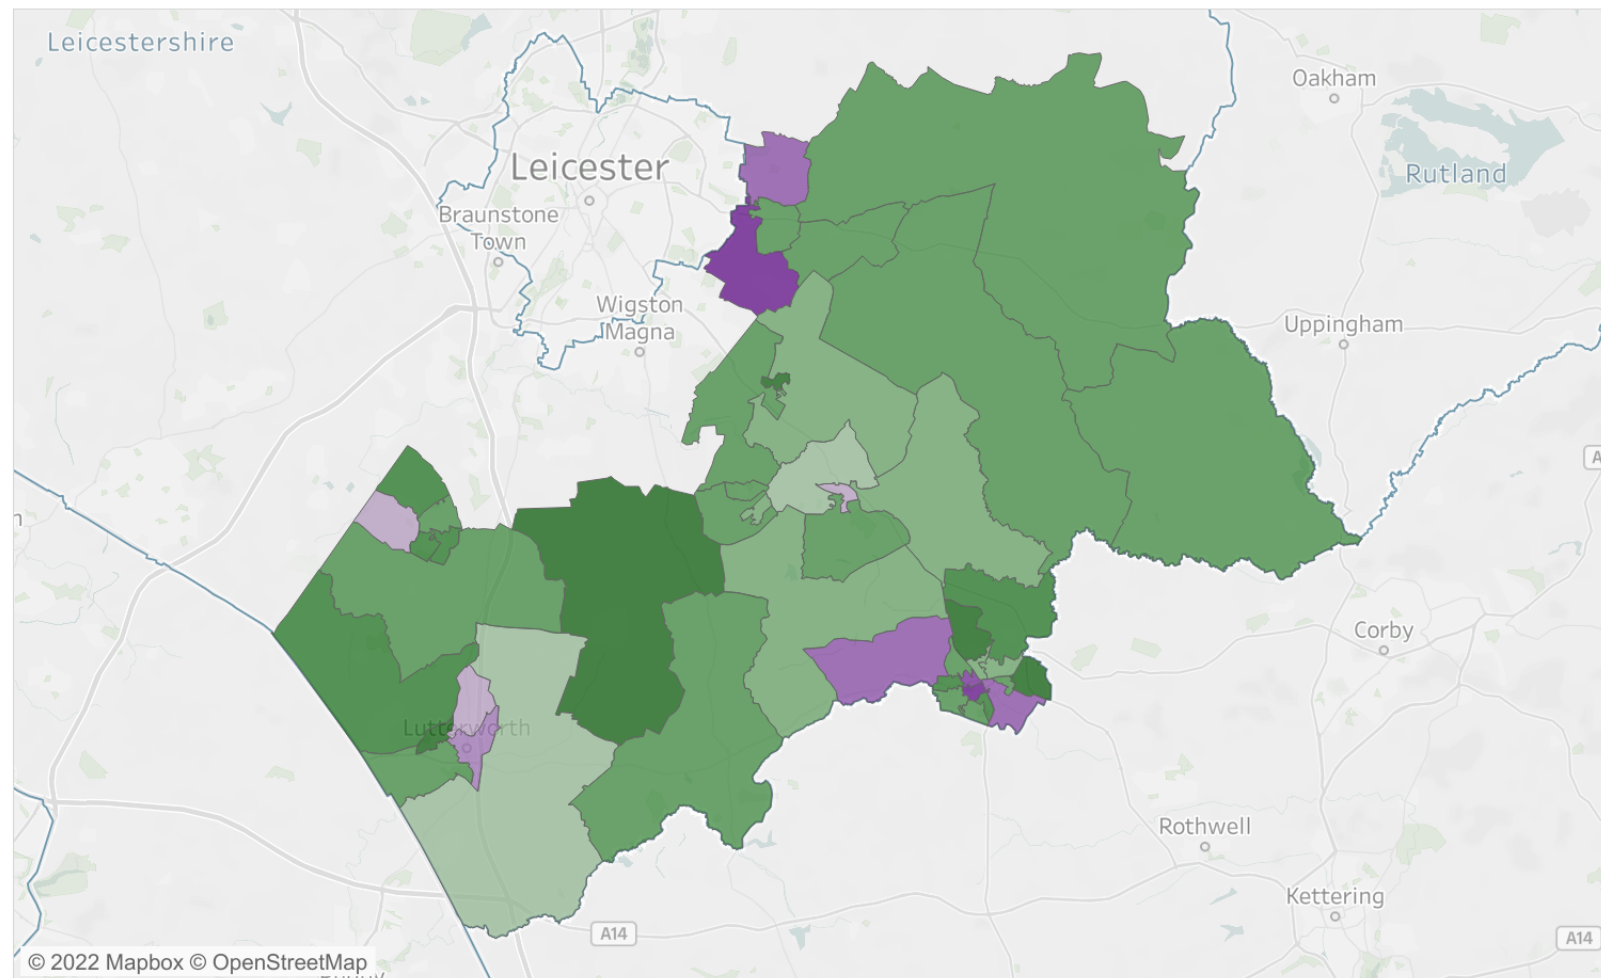 Leicestershire
Oakham
Leicester
Rutland
Braunstone
Town
Wigston
Magna
Uppingham
A
n
Corby
Lutterworth
Rothwell
Kettering
A14
A14
© 2022 Mapbox © OpenStreetMap